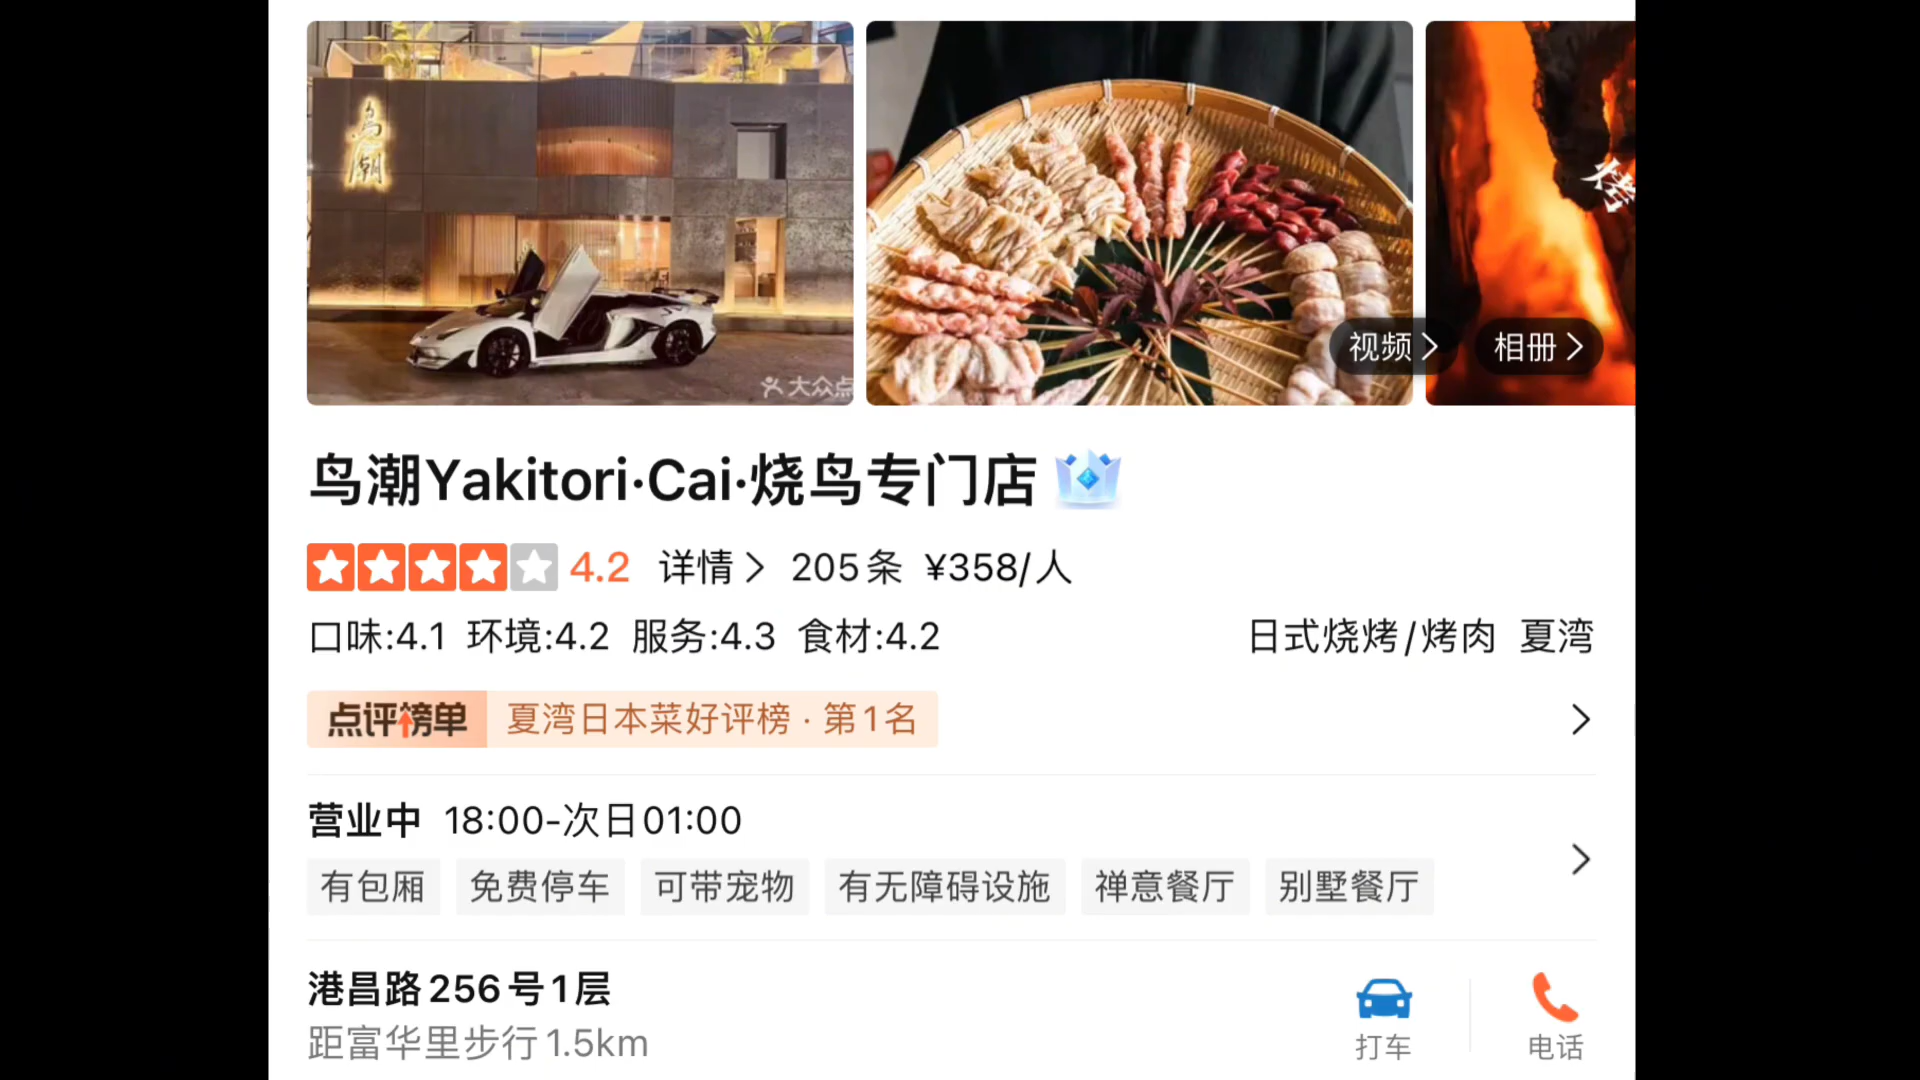 鸟潮
大众点
视频
相册
鸟潮Yakitori·Cai·烧鸟专门店
4.2 详情 205条 ¥358/人
口味:4.1 环境:4.2 服务:4.3 食材:4.2 日式烧烤/烤肉 夏湾
点评榜单 夏湾日本菜好评榜 · 第1名
营业中 18:00-次日01:00
有包厢 免费停车 可带宠物 有无障碍设施 禅意餐厅 别墅餐厅
港昌路256号1层
距富华里步行1.5km
打车 电话